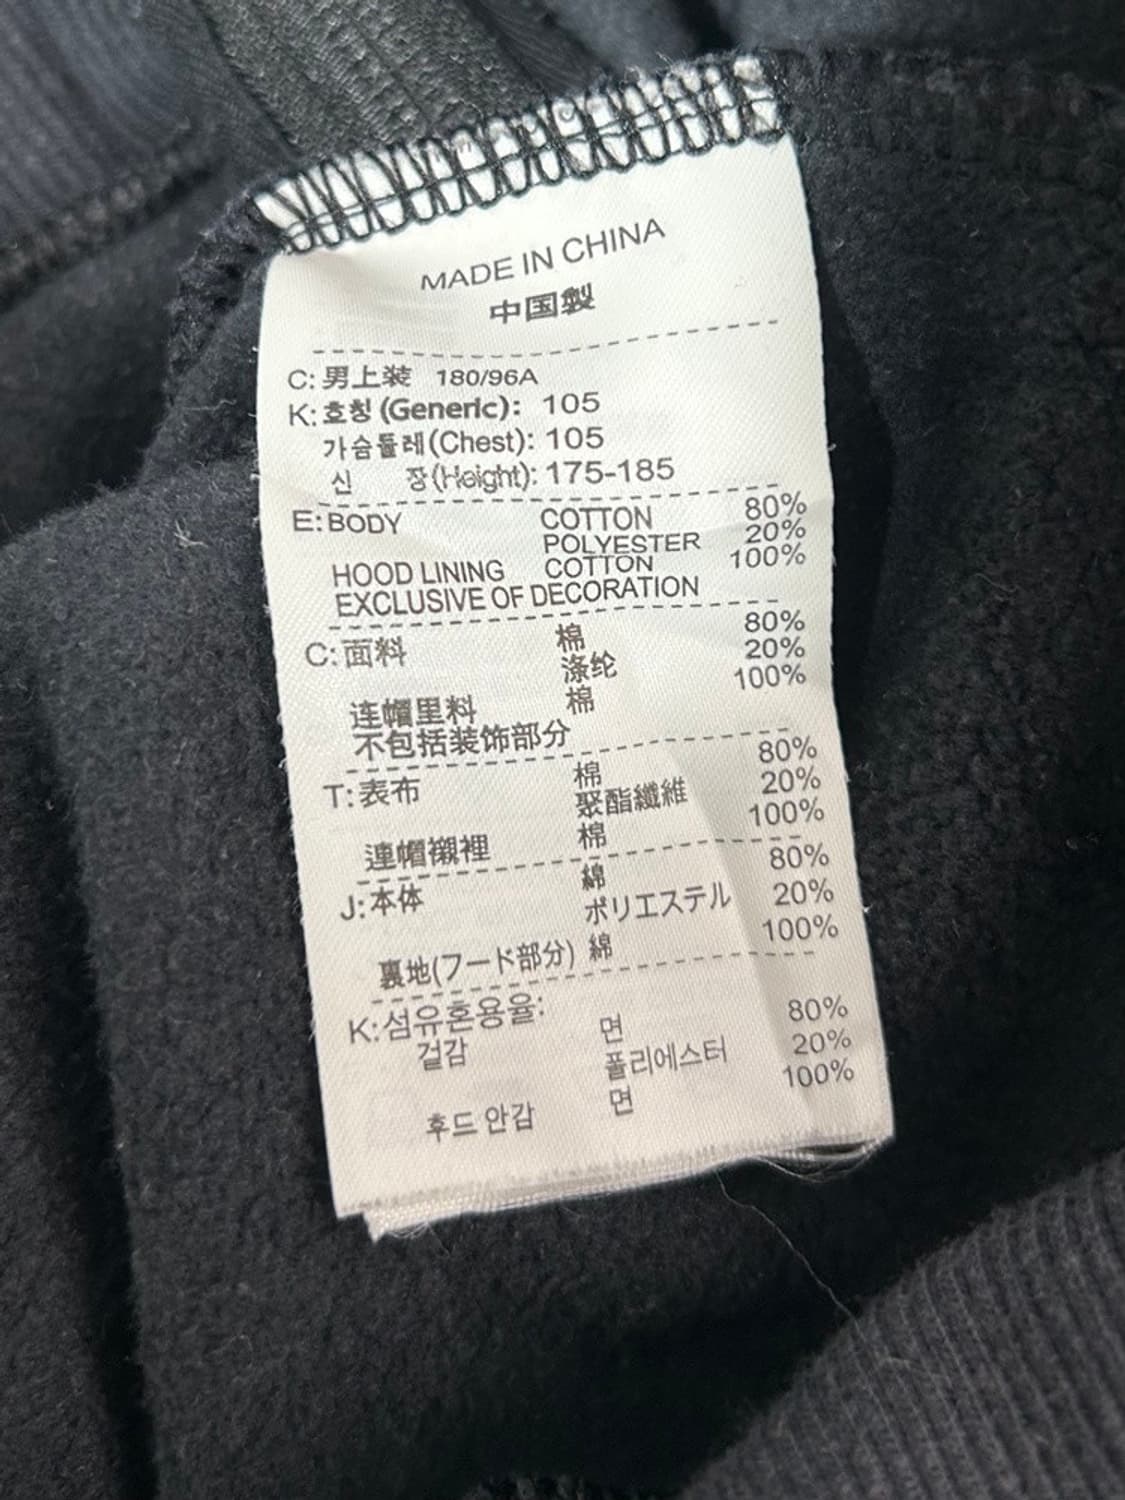 MADE IN CHINA
中国製
C: 男上装 180/96A
K: 호칭 (Generic): 105
가슴둘레(Chest): 105
신 장(Height): 175-185
E: BODY COTTON 80%
POLYESTER 20%
HOOD LINING COTTON 100%
EXCLUSIVE OF DECORATION
C: 面料 棉 80%
涤纶 20%
连帽里料 棉 100%
不包括装饰部分
T: 表布 棉 80%
聚酯纖維 20%
連帽襯裡 棉 100%
J: 本体 綿 80%
ポリエステル 20%
裏地(フード部分) 綿 100%
K: 섬유혼용율:
겉감 면 80%
폴리에스터 20%
후드 안감 면 100%